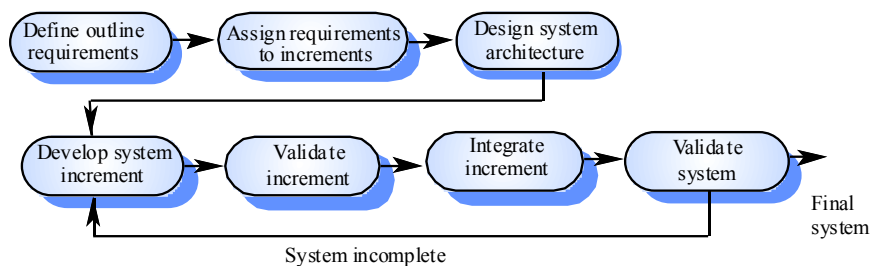 Define outline
requirements
Assign requirements
to increments
Design system
architecture
Develop system
increment
Validate
increment
Integrate
increment
Validate
system
Final
system
System incomplete